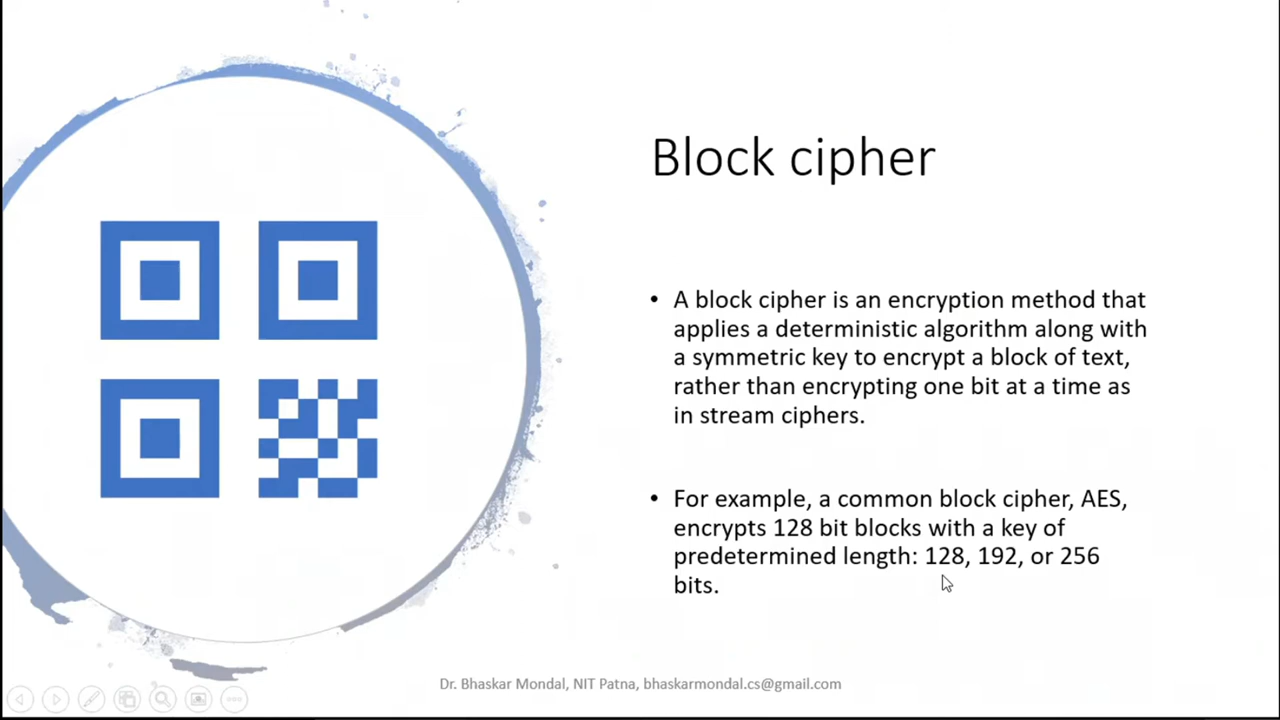 Block cipher
• A block cipher is an encryption method that
applies a deterministic algorithm along with
a symmetric key to encrypt a block of text,
rather than encrypting one bit at a time as
in stream ciphers.
• For example, a common block cipher, AES,
encrypts 128 bit blocks with a key of
predetermined length: 128, 192, or 256
bits.
Dr. Bhaskar Mondal, NIT Patna, bhaskarmondal.cs@gmail.com